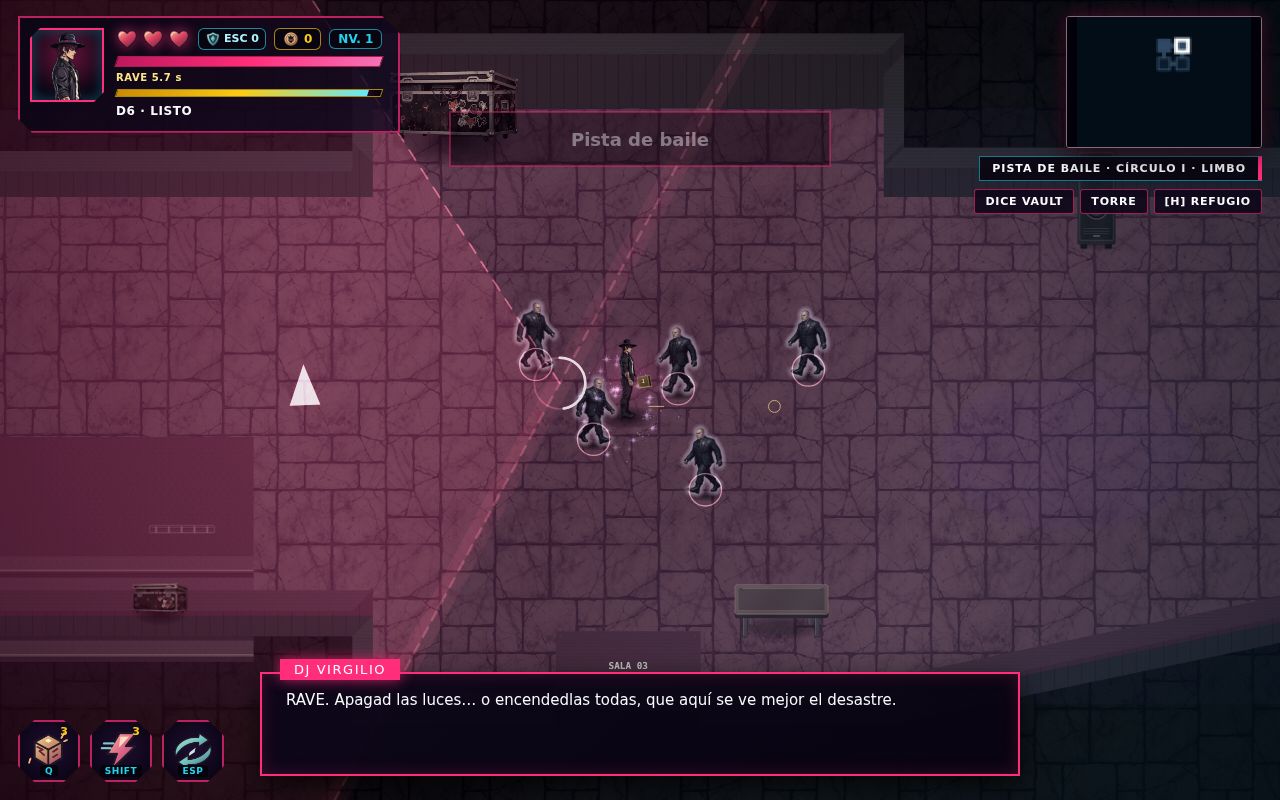 ESC 0
0
NV. 1
RAVE 5.7 s
D6 · LISTO
Pista de baile
PISTA DE BAILE · CÍRCULO I · LIMBO
DICE VAULT
TORRE
[H] REFUGIO
SALA 03
DJ VIRGILIO
RAVE. Apagad las luces... o encendedlas todas, que aquí se ve mejor el desastre.
3
Q
3
SHIFT
ESP